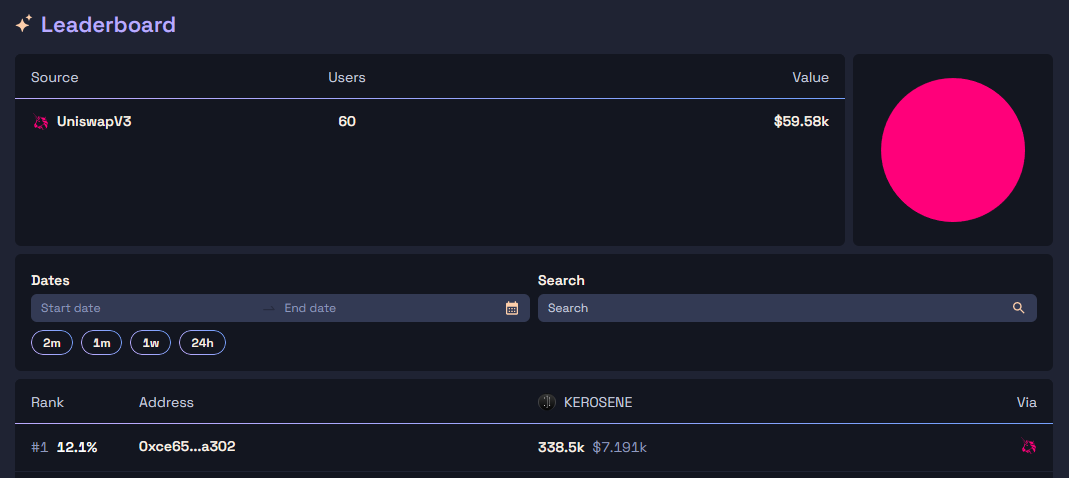 Leaderboard
Source Users Value
UniswapV3 60 $59.58k
Dates Search
Start date → End date Search
2m 1m 1w 24h
Rank Address KEROSENE Via
#1 12.1% 0xce65...a302 338.5k $7.191k